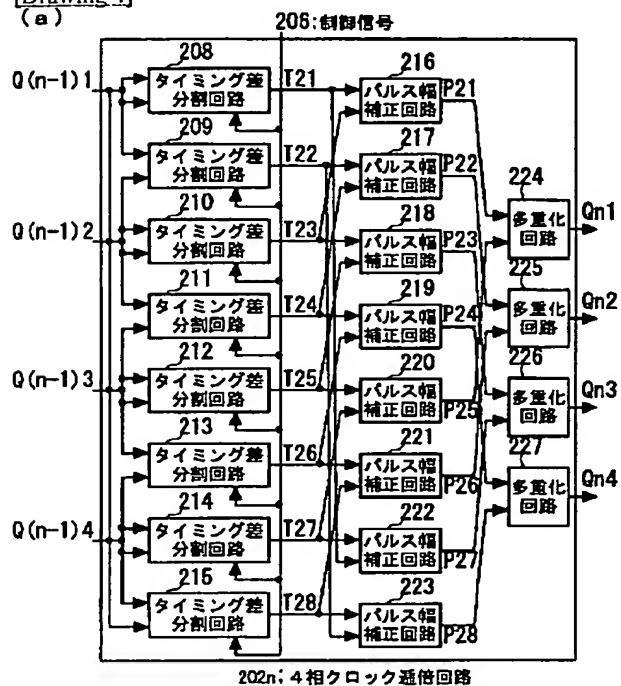 [Drawing 4]
(a)
206:制御信号
208
タイミング差
分割回路
T21
209
タイミング差
分割回路
T22
210
タイミング差
分割回路
T23
211
タイミング差
分割回路
T24
212
タイミング差
分割回路
T25
213
タイミング差
分割回路
T26
214
タイミング差
分割回路
T27
215
タイミング差
分割回路
T28
Q(n-1)1
Q(n-1)2
Q(n-1)3
Q(n-1)4
216
パルス幅
補正回路
P21
217
パルス幅
補正回路
P22
218
パルス幅
補正回路
P23
219
パルス幅
補正回路
P24
220
パルス幅
補正回路
P25
221
パルス幅
補正回路
P26
222
パルス幅
補正回路
P27
223
パルス幅
補正回路
P28
224
多重化
回路
Qn1
225
多重化
回路
Qn2
226
多重化
回路
Qn3
227
多重化
回路
Qn4
202n;4相クロック逓倍回路